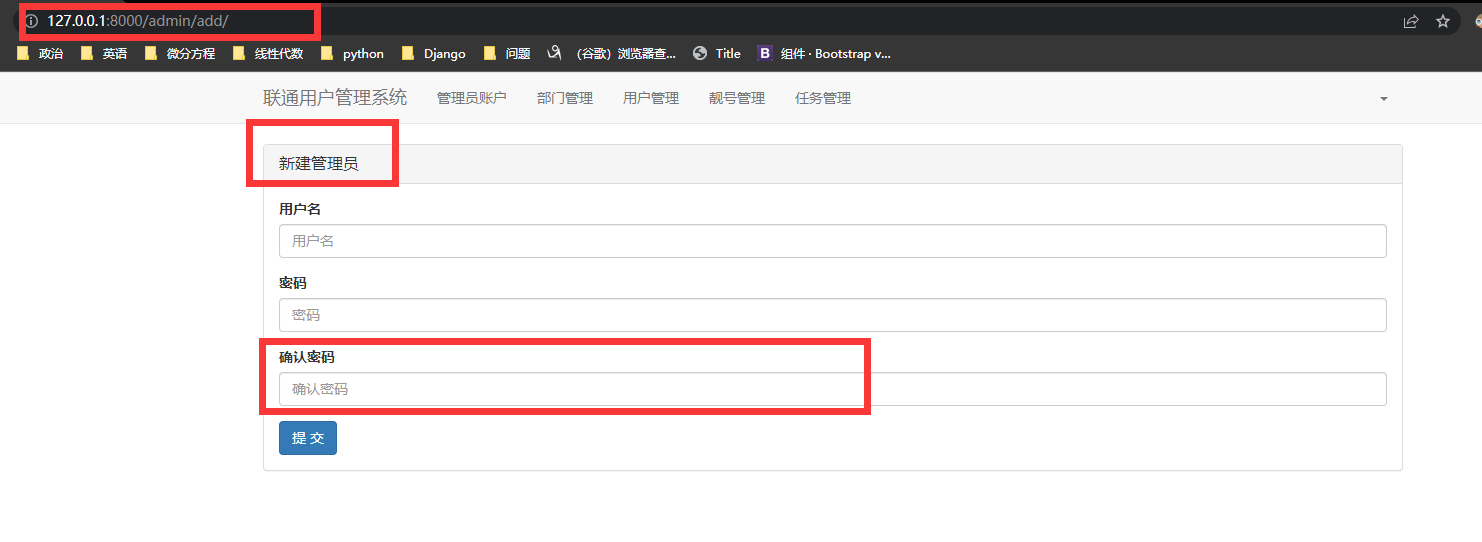 127.0.0.1:8000/admin/add/
政治 英语 微分方程 线性代数 python Django 问题 （谷歌）浏览器查... Title B 组件 · Bootstrap v...
联通用户管理系统 管理员账户 部门管理 用户管理 靓号管理 任务管理
新建管理员
用户名
用户名
密码
密码
确认密码
确认密码
提 交